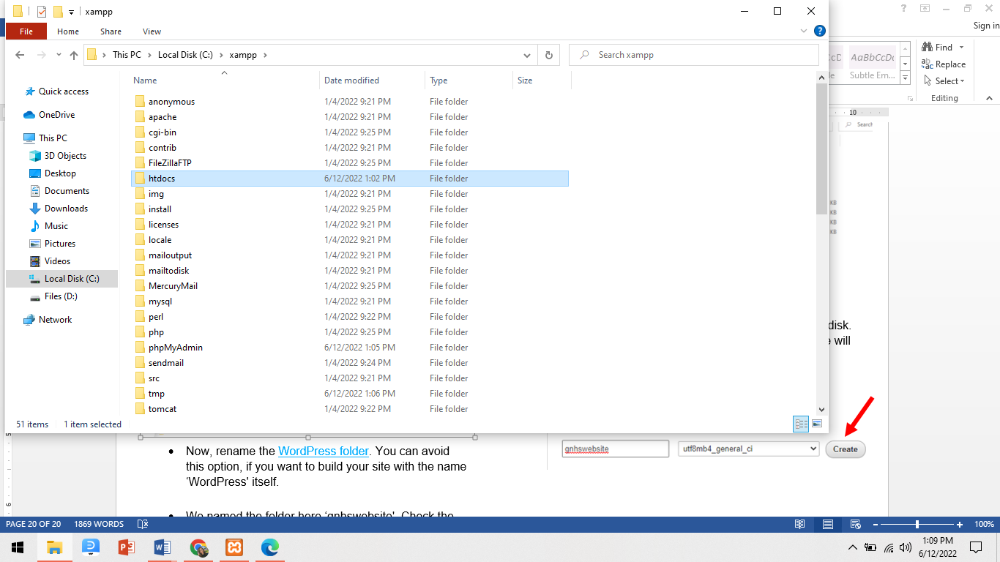 xampp
Sign in
File Home Share View
This PC Local Disk (C:) xampp
Search xampp
Find
Replace
Select
Editing
AaBbCcDc
Subtle Em...
10
Search
Name Date modified Type Size
Quick access
OneDrive
This PC
3D Objects
Desktop
Documents
Downloads
Music
Pictures
Videos
Local Disk (C:)
Files (D:)
Network
anonymous 1/4/2022 9:21 PM File folder
apache 1/4/2022 9:21 PM File folder
cgi-bin 1/4/2022 9:25 PM File folder
contrib 1/4/2022 9:21 PM File folder
FileZillaFTP 1/4/2022 9:25 PM File folder
htdocs 6/12/2022 1:02 PM File folder
img 1/4/2022 9:21 PM File folder
install 1/4/2022 9:25 PM File folder
licenses 1/4/2022 9:21 PM File folder
locale 1/4/2022 9:21 PM File folder
mailoutput 1/4/2022 9:21 PM File folder
mailtodisk 1/4/2022 9:21 PM File folder
MercuryMail 1/4/2022 9:25 PM File folder
mysql 1/4/2022 9:21 PM File folder
perl 1/4/2022 9:22 PM File folder
php 1/4/2022 9:25 PM File folder
phpMyAdmin 6/12/2022 1:05 PM File folder
sendmail 1/4/2022 9:24 PM File folder
src 1/4/2022 9:21 PM File folder
tmp 6/12/2022 1:06 PM File folder
tomcat 1/4/2022 9:22 PM File folder
KB
KB
KB
KB
disk.
will
51 items 1 item selected
• Now, rename the WordPress folder. You can avoid
this option, if you want to build your site with the name
‘WordPress' itself.
• We named the folder here ‘gnhswebsite'. Check the
gnhswebsite utf8mb4_general_ci Create
PAGE 20 OF 20 1869 WORDS 100%
1:09 PM
6/12/2022